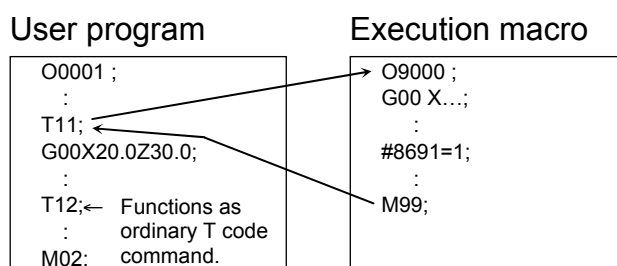 User program
O0001 ;
:
T11;
G00X20.0Z30.0;
:
T12;← Functions as
: ordinary T code
M02; command.
Execution macro
O9000 ;
G00 X…;
:
#8691=1;
:
M99;